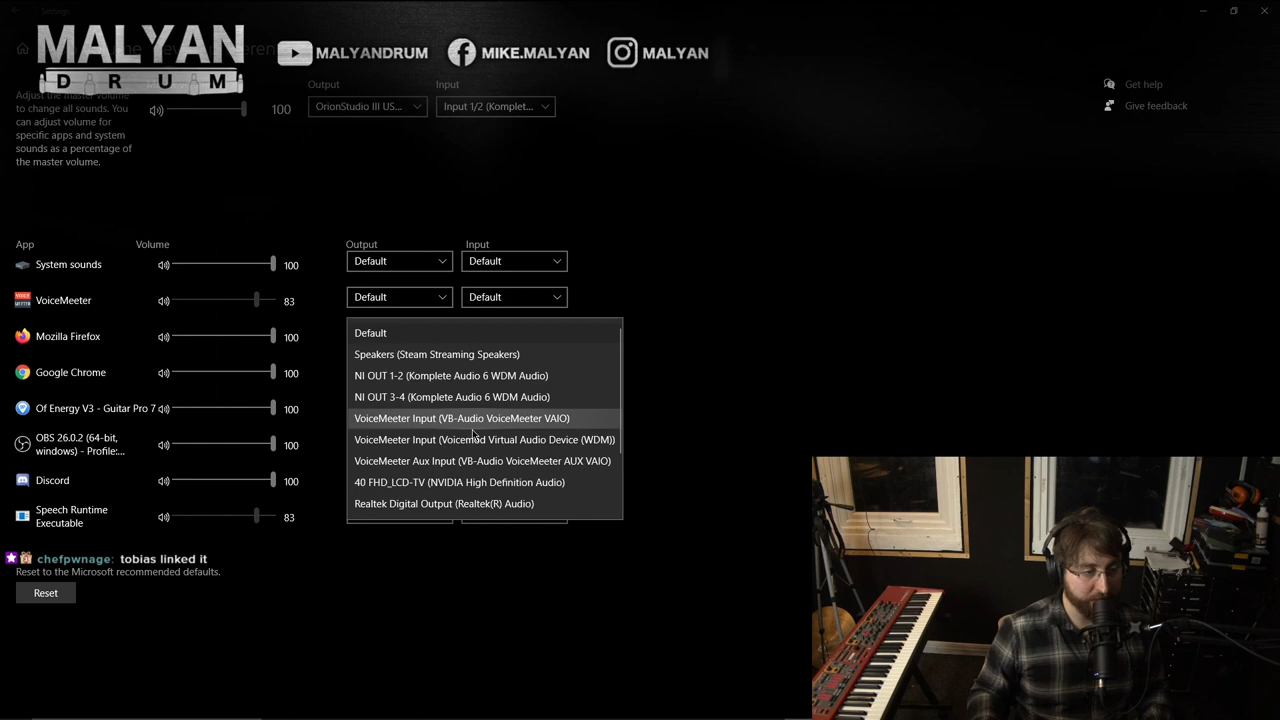 Settings
MALYAN
DRUM
MALYANDRUM
MIKE.MALYAN
MALYAN
Output
Input
Get help
Adjust the master volume
to change all sounds. You
can adjust volume for
specific apps and system
sounds as a percentage of
the master volume.
100
OrionStudio III US...
Input 1/2 (Komplet...
Give feedback
App
Volume
Output
Input
System sounds
100
Default
Default
VoiceMeeter
83
Default
Default
Mozilla Firefox
100
Google Chrome
100
Of Energy V3 - Guitar Pro 7
100
OBS 26.0.2 (64-bit,
windows) - Profile:...
100
Discord
100
Speech Runtime
Executable
83
Default
Speakers (Steam Streaming Speakers)
NI OUT 1-2 (Komplete Audio 6 WDM Audio)
NI OUT 3-4 (Komplete Audio 6 WDM Audio)
VoiceMeeter Input (VB-Audio VoiceMeeter VAIO)
VoiceMeeter Input (Voicemod Virtual Audio Device (WDM))
VoiceMeeter Aux Input (VB-Audio VoiceMeeter AUX VAIO)
40 FHD_LCD-TV (NVIDIA High Definition Audio)
Realtek Digital Output (Realtek(R) Audio)
chefpwnage: tobias linked it
Reset to the Microsoft recommended defaults.
Reset